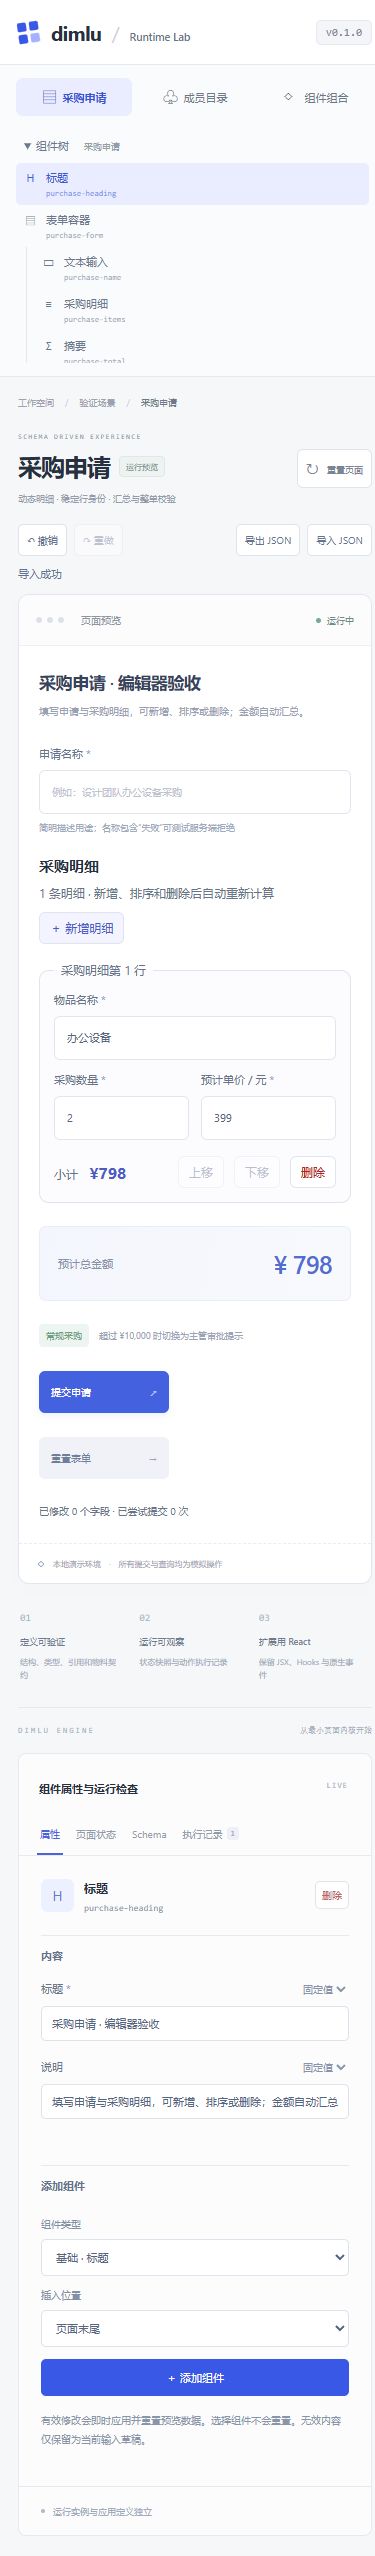 dimlu / Runtime Lab v0.1.0
采购申请 成员目录 组件组合
▼ 组件树 采购申请
H 标题
purchase-heading
表单容器
purchase-form
文本输入
purchase-name
采购明细
purchase-items
Σ 摘要
purchase-total
工作空间 / 验证场景 / 采购申请
SCHEMA DRIVEN EXPERIENCE
采购申请 运行预览 ↻ 重置页面
动态明细 · 稳定行身份 · 汇总与整单校验
↶ 撤销 ↷ 重做 导出 JSON 导入 JSON
导入成功
页面预览 运行中
采购申请 · 编辑器验收
填写申请与采购明细，可新增、排序或删除；金额自动汇总。
申请名称 *
例如：设计团队办公设备采购
简明描述用途；名称包含“失败”可测试服务端拒绝
采购明细
1 条明细 · 新增、排序和删除后自动重新计算
+ 新增明细
采购明细第 1 行
物品名称 *
办公设备
采购数量 * 预计单价 / 元 *
2 399
小计 ¥798 上移 下移 删除
预计总金额 ¥ 798
常规采购 超过 ¥10,000 时切换为主管审批提示
提交申请 ↗
重置表单 →
已修改 0 个字段 · 已尝试提交 0 次
◇ 本地演示环境 · 所有提交与查询均为模拟操作
01 02 03
定义可验证 运行可观察 扩展用 React
结构、类型、引用和物料契约 状态快照与动作执行记录 保留 JSX、Hooks 与原生事件
DIMLU ENGINE 从最小页面内核开始
组件属性与运行检查 LIVE
属性 页面状态 Schema 执行记录 1
H 标题 删除
purchase-heading
内容
标题 * 固定值
采购申请 · 编辑器验收
说明 固定值
填写申请与采购明细，可新增、排序或删除；金额自动汇总
添加组件
组件类型
基础 · 标题
插入位置
页面末尾
+ 添加组件
有效修改会即时应用并重置预览数据。选择组件不会重置。无效内容
仅保留为当前输入草稿。
运行实例与应用定义独立